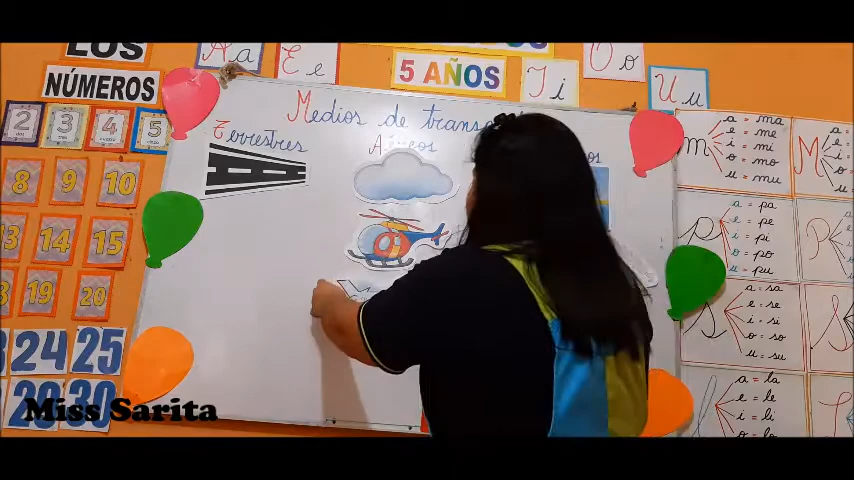 LOS
NÚMEROS
Aa
Ee
5 AÑOS
Ii
Oo
Uu
Medios de
Terrestres
2
3
4
5
8
9
10
13
14
15
19
20
24
25
30
m
a = ma
e = me
i = mi
o = mo
u = mu
M
a
e
i
o
u
p
a = pa
e = pe
i = pi
o = po
u = pu
s
a = sa
e = se
i = si
o = so
u = su
l
a = la
e = le
i = li
o = lo
Miss Sarita